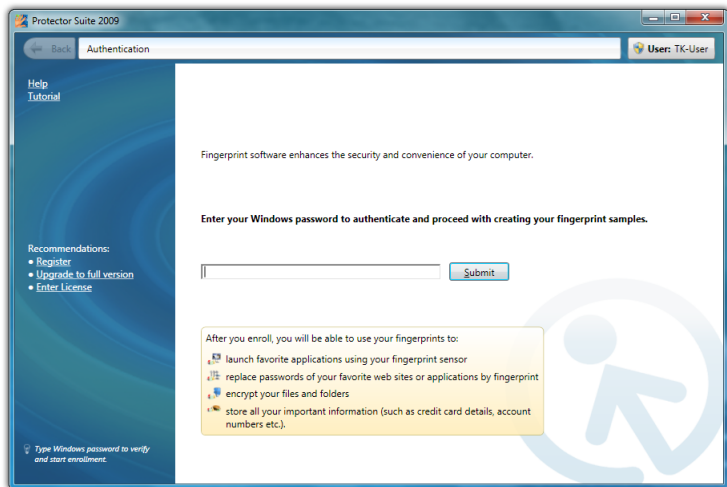 Protector Suite 2009
Back
Authentication
User: TK-User
Help
Tutorial
Fingerprint software enhances the security and convenience of your computer.
Enter your Windows password to authenticate and proceed with creating your fingerprint samples.
Recommendations:
• Register
• Upgrade to full version
• Enter License
Submit
After you enroll, you will be able to use your fingerprints to:
launch favorite applications using your fingerprint sensor
replace passwords of your favorite web sites or applications by fingerprint
encrypt your files and folders
store all your important information (such as credit card details, account
numbers etc.).
Type Windows password to verify
and start enrollment.